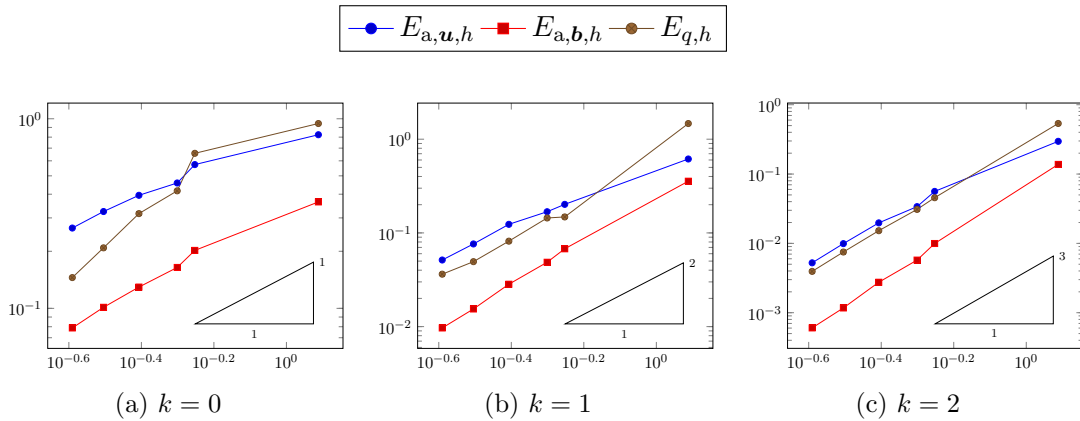 E_{a,u,h} E_{a,b,h} E_{q,h}
10^0
10^{-1}
1
1
10^{-0.6} 10^{-0.4} 10^{-0.2} 10^0
(a) k = 0
10^0
10^{-1}
10^{-2}
2
1
10^{-0.6} 10^{-0.4} 10^{-0.2} 10^0
(b) k = 1
10^0
10^{-1}
10^{-2}
10^{-3}
3
1
10^{-0.6} 10^{-0.4} 10^{-0.2} 10^0
(c) k = 2